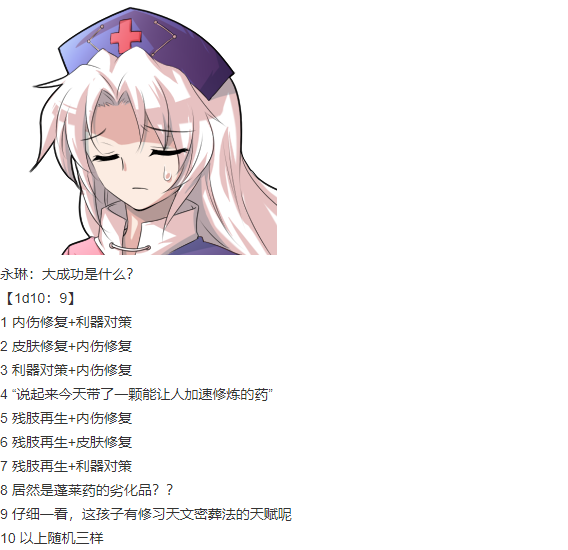 永琳：大成功是什么？
【1d10：9】
1 内伤修复+利器对策
2 皮肤修复+内伤修复
3 利器对策+内伤修复
4 “说起来今天带了一颗能让人加速修炼的药”
5 残肢再生+内伤修复
6 残肢再生+皮肤修复
7 残肢再生+利器对策
8 居然是蓬莱药的劣化品？？
9 仔细一看，这孩子有修习天文密葬法的天赋呢
10 以上随机三样